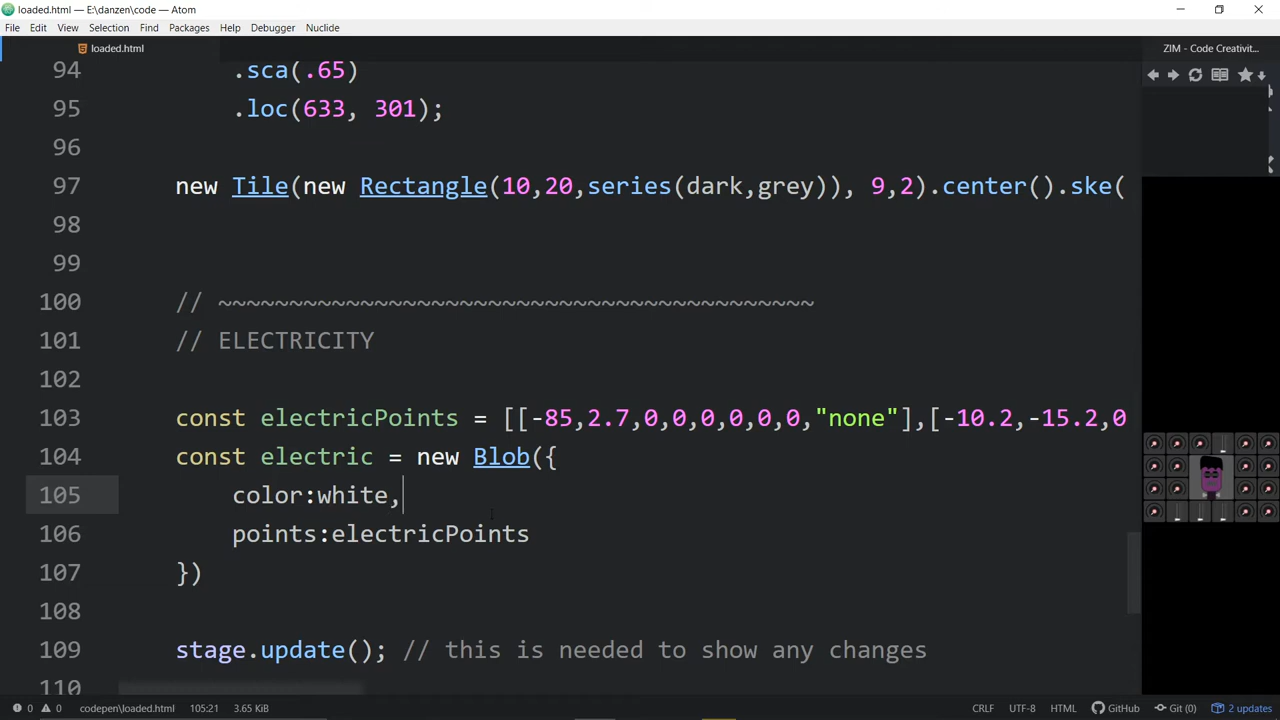 loaded.html — E:\danzen\code — Atom
File Edit View Selection Find Packages Help Debugger Nuclide
loaded.html
ZIM - Code Creativit...
94 .sca(.65)
95 .loc(633, 301);
96
97 new Tile(new Rectangle(10,20,series(dark,grey)), 9,2).center().ske(
98
99
100 // ~~~~~~~~~~~~~~~~~~~~~~~~~~~~~~~~~~~~~~~~~~
101 // ELECTRICITY
102
103 const electricPoints = [[-85,2.7,0,0,0,0,0,0,"none"],[-10.2,-15.2,0
104 const electric = new Blob({
105 color:white,
106 points:electricPoints
107 })
108
109 stage.update(); // this is needed to show any changes
110
0 0 codepen\loaded.html 105:21 3.65 KiB CRLF UTF-8 HTML GitHub Git (0) 2 updates